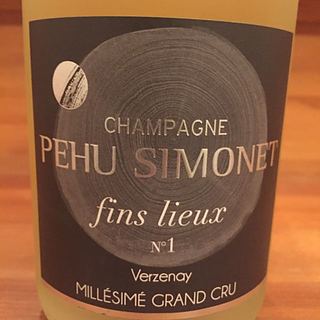 CHAMPAGNE
PEHU SIMONET
fins lieux
N°1
Verzenay
MILLÉSIMÉ GRAND CRU